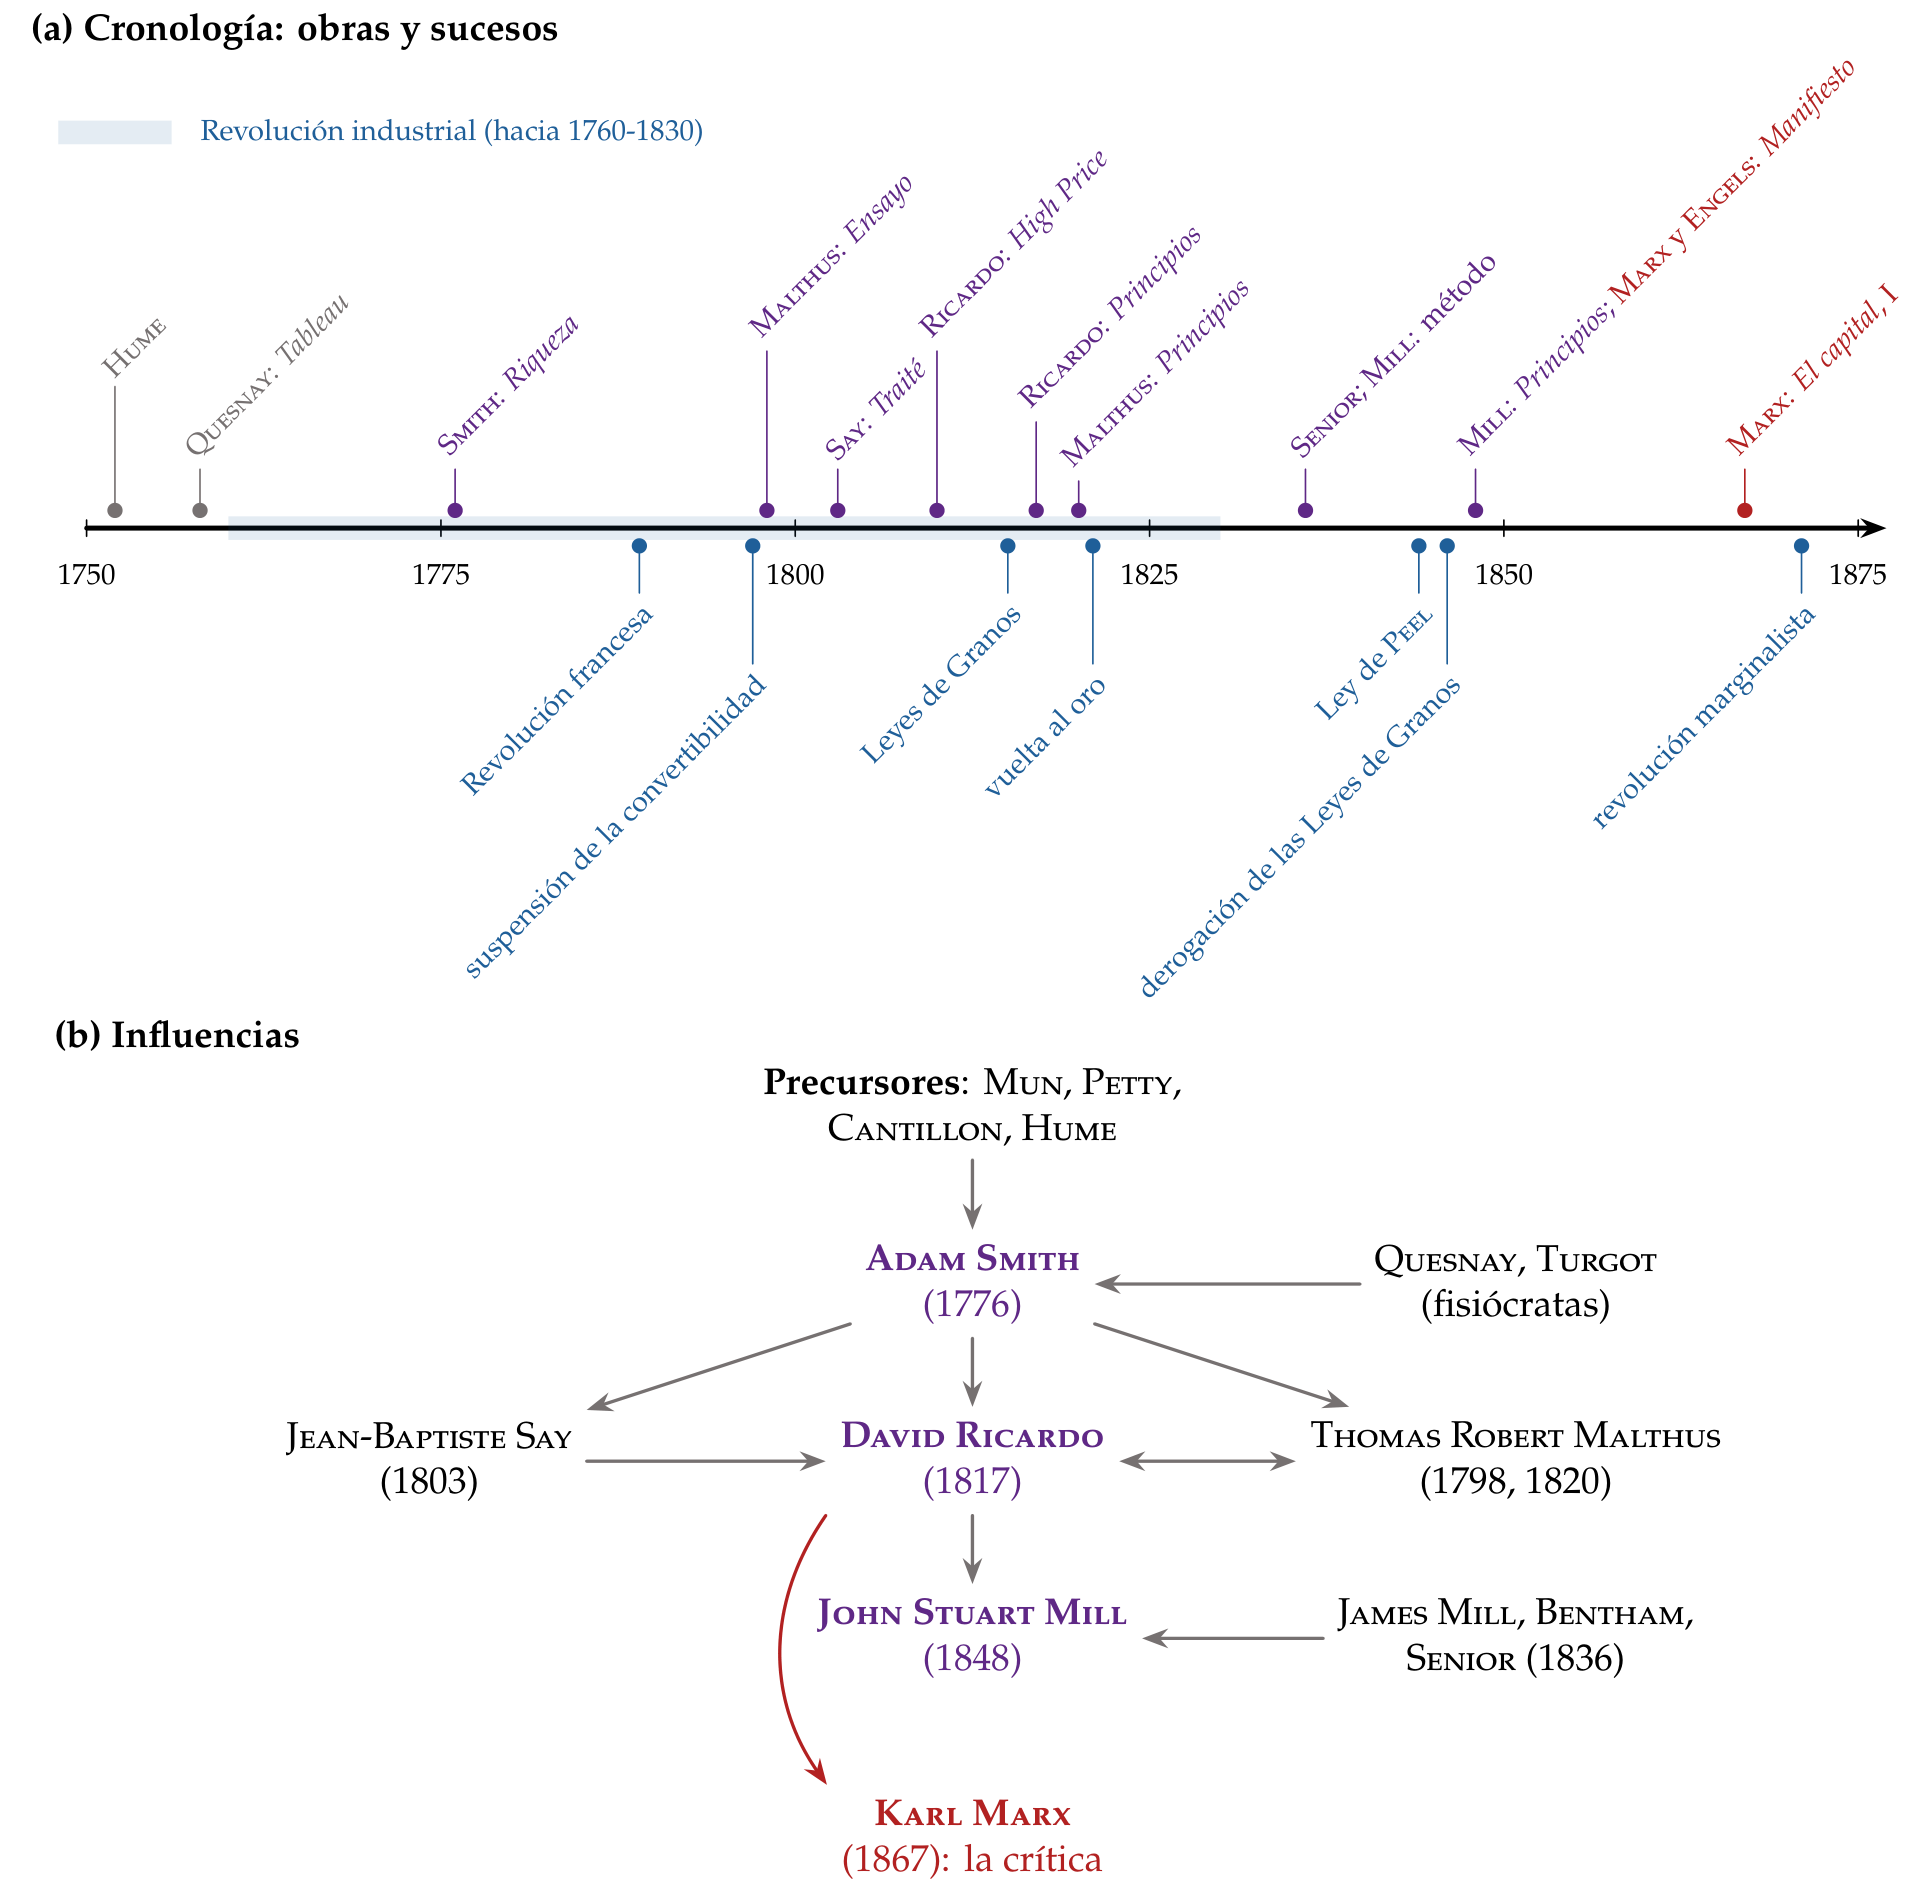 (a) Cronología: obras y sucesos
Revolución industrial (hacia 1760-1830)
Hume
Quesnay: Tableau
Smith: Riqueza
Malthus: Ensayo
Say: Traité
Ricardo: High Price
Ricardo: Principios
Malthus: Principios
Senior; Mill: método
Mill: Principios; Marx y Engels: Manifiesto
Marx: El capital, I
1750
1775
1800
1825
1850
1875
Revolución francesa
suspensión de la convertibilidad
Leyes de Granos
vuelta al oro
Ley de Peel
derogación de las Leyes de Granos
revolución marginalista
(b) Influencias
Precursores: Mun, Petty,
Cantillon, Hume
Adam Smith
(1776)
Quesnay, Turgot
(fisiócratas)
Jean-Baptiste Say
(1803)
David Ricardo
(1817)
Thomas Robert Malthus
(1798, 1820)
John Stuart Mill
(1848)
James Mill, Bentham,
Senior (1836)
Karl Marx
(1867): la crítica